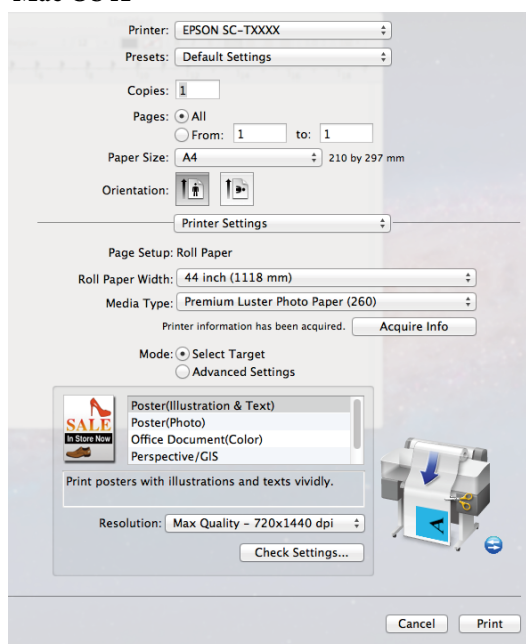 Printer: EPSON SC-TXXXX
Presets: Default Settings
Copies: 1
Pages: All
From: 1 to: 1
Paper Size: A4 210 by 297 mm
Orientation:
Printer Settings
Page Setup: Roll Paper
Roll Paper Width: 44 inch (1118 mm)
Media Type: Premium Luster Photo Paper (260)
Printer information has been acquired. Acquire Info
Mode: Select Target
Advanced Settings
SALE
In Store Now
Poster(Illustration & Text)
Poster(Photo)
Office Document(Color)
Perspective/GIS
Print posters with illustrations and texts vividly.
A
Resolution: Max Quality – 720x1440 dpi
Check Settings...
Cancel Print